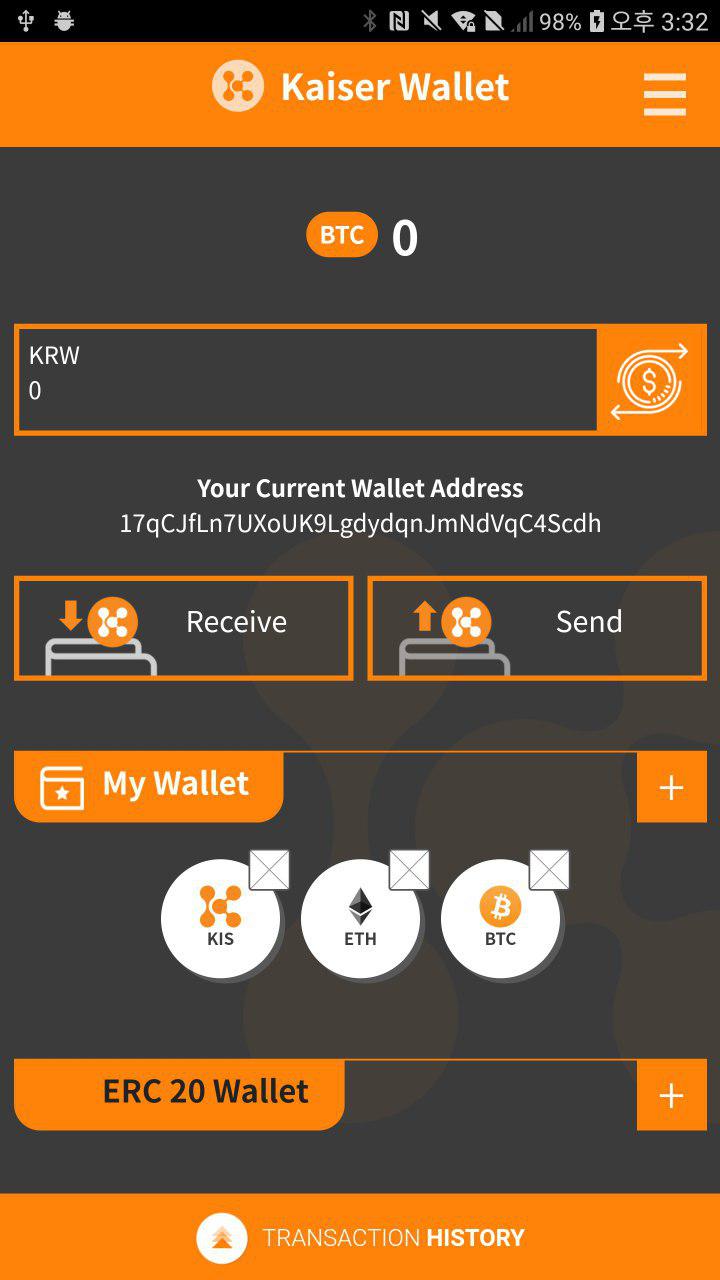 98% 오후 3:32
Kaiser Wallet
BTC 0
KRW
0
Your Current Wallet Address
17qCJfLn7UXoUK9LgdydqnJmNdVqC4Scdh
Receive
Send
My Wallet +
KIS
ETH
BTC
ERC 20 Wallet +
TRANSACTION HISTORY